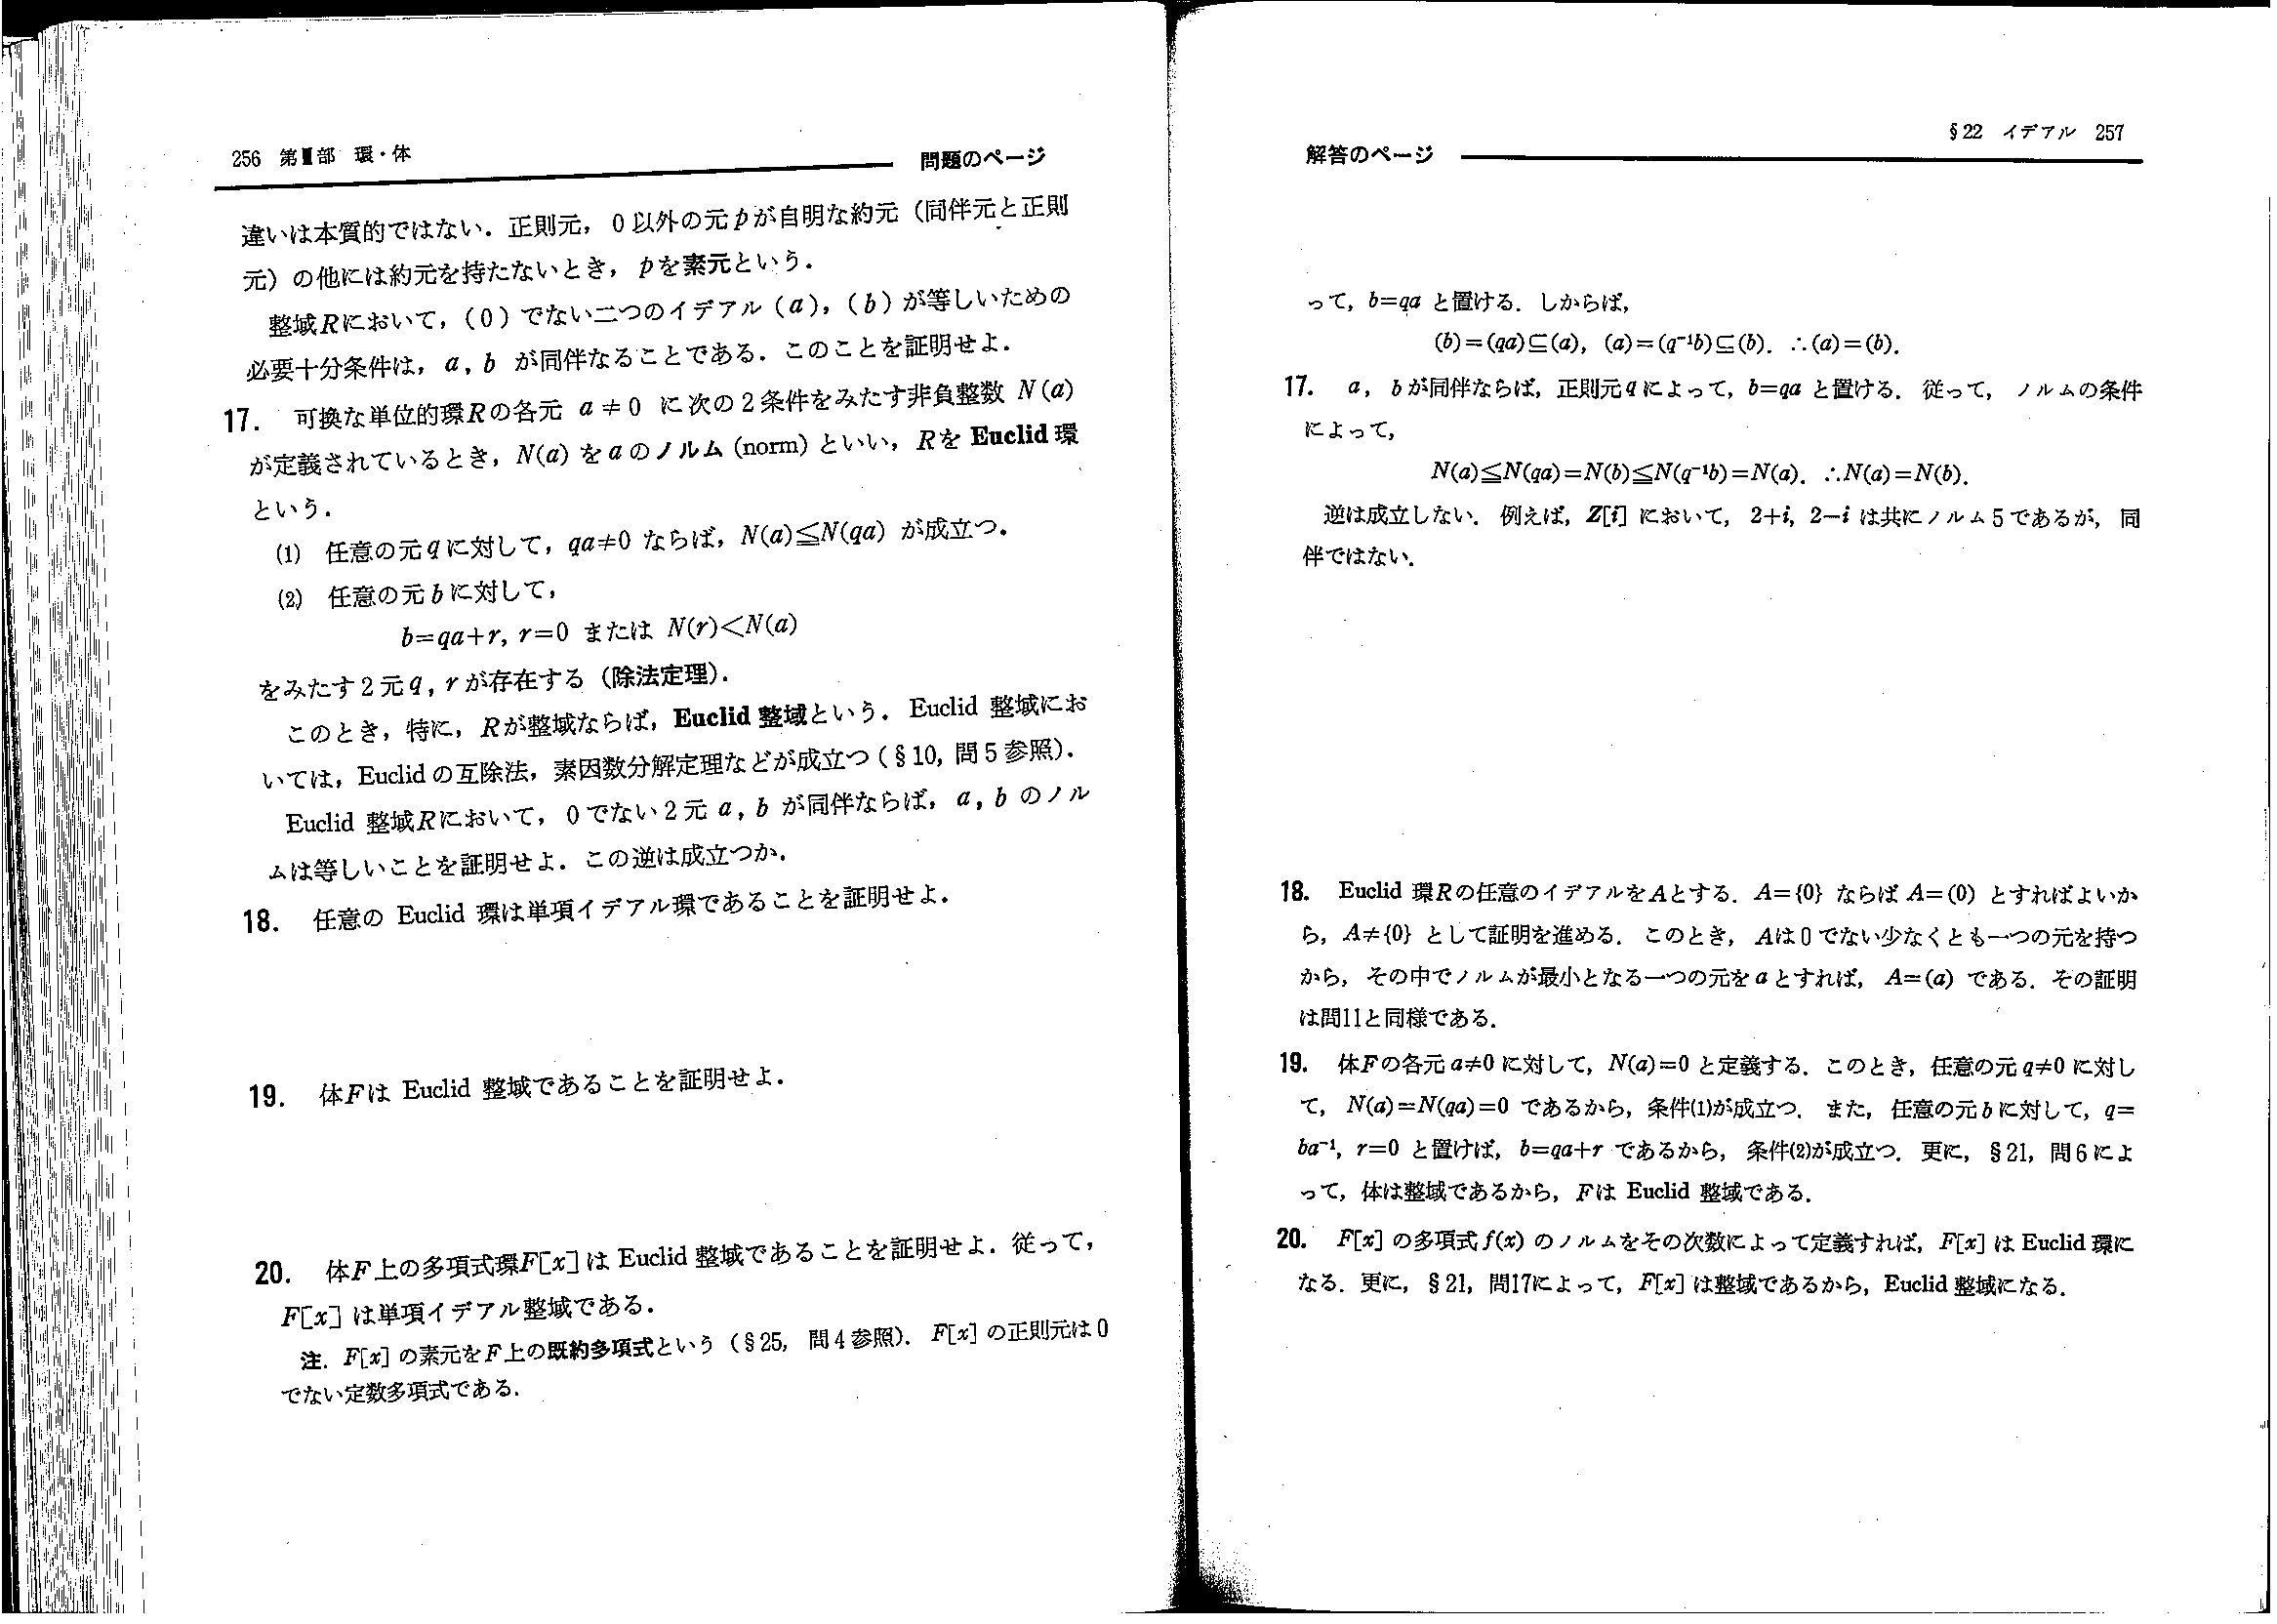 256 第Ⅱ部 環・体
問題のページ
違いは本質的ではない．正則元，0以外の元pが自明な約元（同伴元と正則
元）の他には約元を持たないとき，pを素元という．
整域Rにおいて，(0)でない二つのイデアル(a)，(b)が等しいための
必要十分条件は，a, b が同伴なることである．このことを証明せよ．
17. 可換な単位的環Rの各元 a≠0 に次の2条件をみたす非負整数 N(a)
が定義されているとき，N(a)をaのノルム(norm)といい，Rを Euclid 環
という．
(1) 任意の元qに対して，qa≠0 ならば，N(a)≦N(qa) が成立つ。
(2) 任意の元bに対して，
b=qa+r, r=0 または N(r)<N(a)
をみたす2元q, rが存在する（除法定理）．
このとき，特に，Rが整域ならば，Euclid 整域という．Euclid 整域にお
いては，Euclidの互除法，素因数分解定理などが成立つ（§10, 問5参照）．
Euclid 整域Rにおいて，0でない2元 a, b が同伴ならば，a, b のノル
ムは等しいことを証明せよ．この逆は成立つか．
18. 任意の Euclid 環は単項イデアル環であることを証明せよ．
19. 体Fは Euclid 整域であることを証明せよ．
20. 体F上の多項式環F[x]は Euclid 整域であることを証明せよ．従って，
F[x]は単項イデアル整域である．
注．F[x]の素元をF上の既約多項式という（§25, 問4参照）．F[x]の正則元は0
でない定数多項式である．
§22 イデアル 257
解答のページ
って，b=qa と置ける．しからば，
(b)=(qa)⊆(a), (a)=(q⁻¹b)⊆(b). ∴(a)=(b).
17. a, bが同伴ならば，正則元qによって，b=qa と置ける．従って，ノルムの条件
によって，
N(a)≦N(qa)=N(b)≦N(q⁻¹b)=N(a). ∴N(a)=N(b).
逆は成立しない．例えば，Z[i] において，2+i, 2−i は共にノルム5であるが，同
伴ではない．
18. Euclid 環Rの任意のイデアルをAとする．A={0} ならば A=(0) とすればよいか
ら，A≠{0} として証明を進める．このとき，Aは0でない少なくとも一つの元を持つ
から，その中でノルムが最小となる一つの元をaとすれば，A=(a) である．その証明
は問11と同様である．
19. 体Fの各元a≠0に対して，N(a)=0と定義する．このとき，任意の元q≠0に対し
て，N(a)=N(qa)=0 であるから，条件(1)が成立つ．また，任意の元bに対して，q=
ba⁻¹, r=0 と置けば，b=qa+r であるから，条件(2)が成立つ．更に，§21, 問6によ
って，体は整域であるから，Fは Euclid 整域である．
20. F[x]の多項式f(x)のノルムをその次数によって定義すれば，F[x]はEuclid環に
なる．更に，§21, 問17によって，F[x]は整域であるから，Euclid 整域になる．